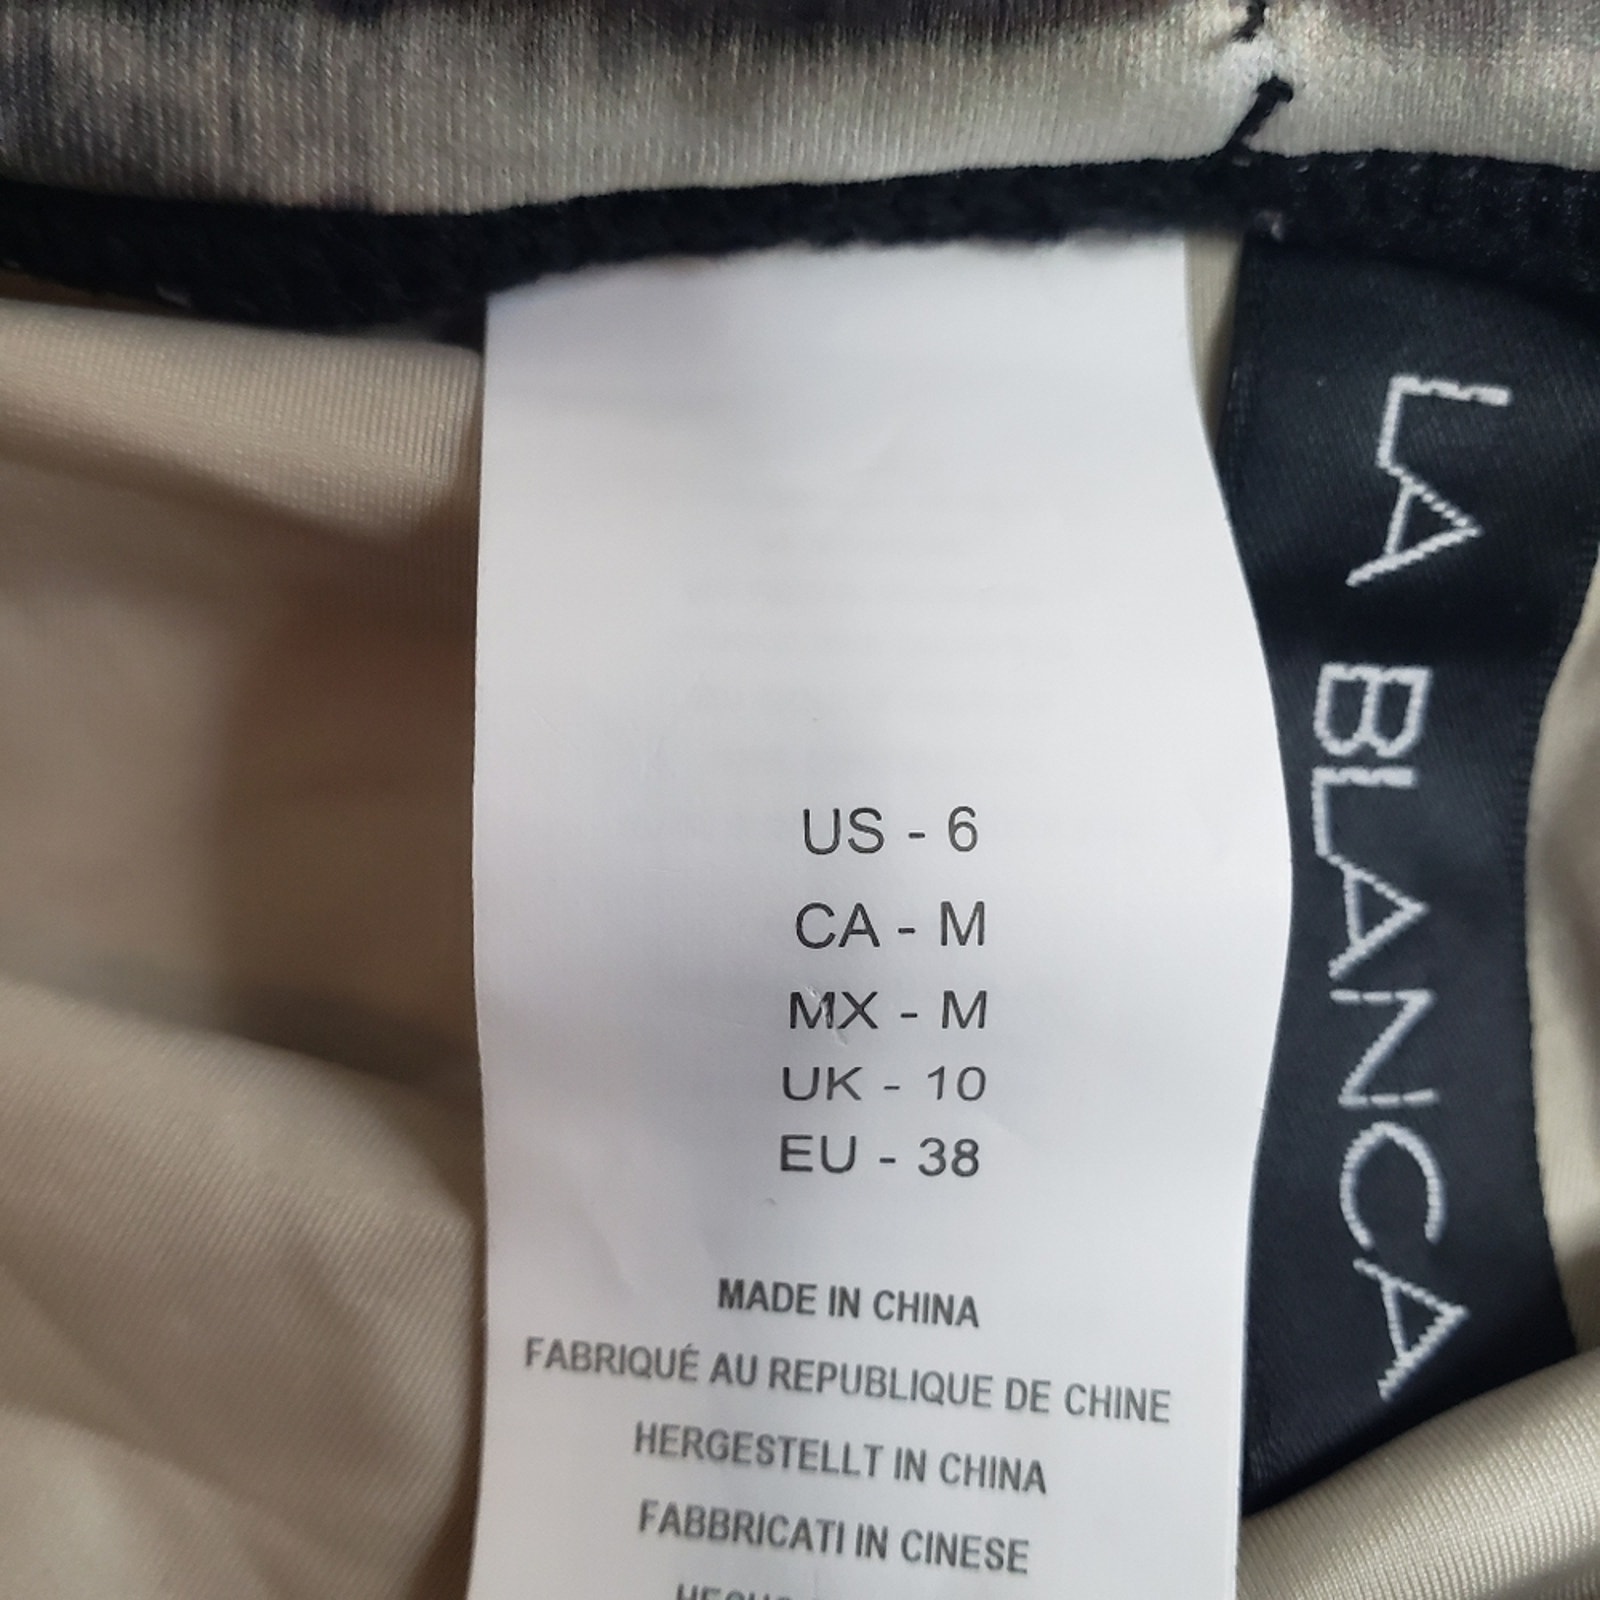 US - 6
CA - M
MX - M
UK - 10
EU - 38
MADE IN CHINA
FABRIQUÉ AU REPUBLIQUE DE CHINE
HERGESTELLT IN CHINA
FABBRICATI IN CINESE
LA BLANCA